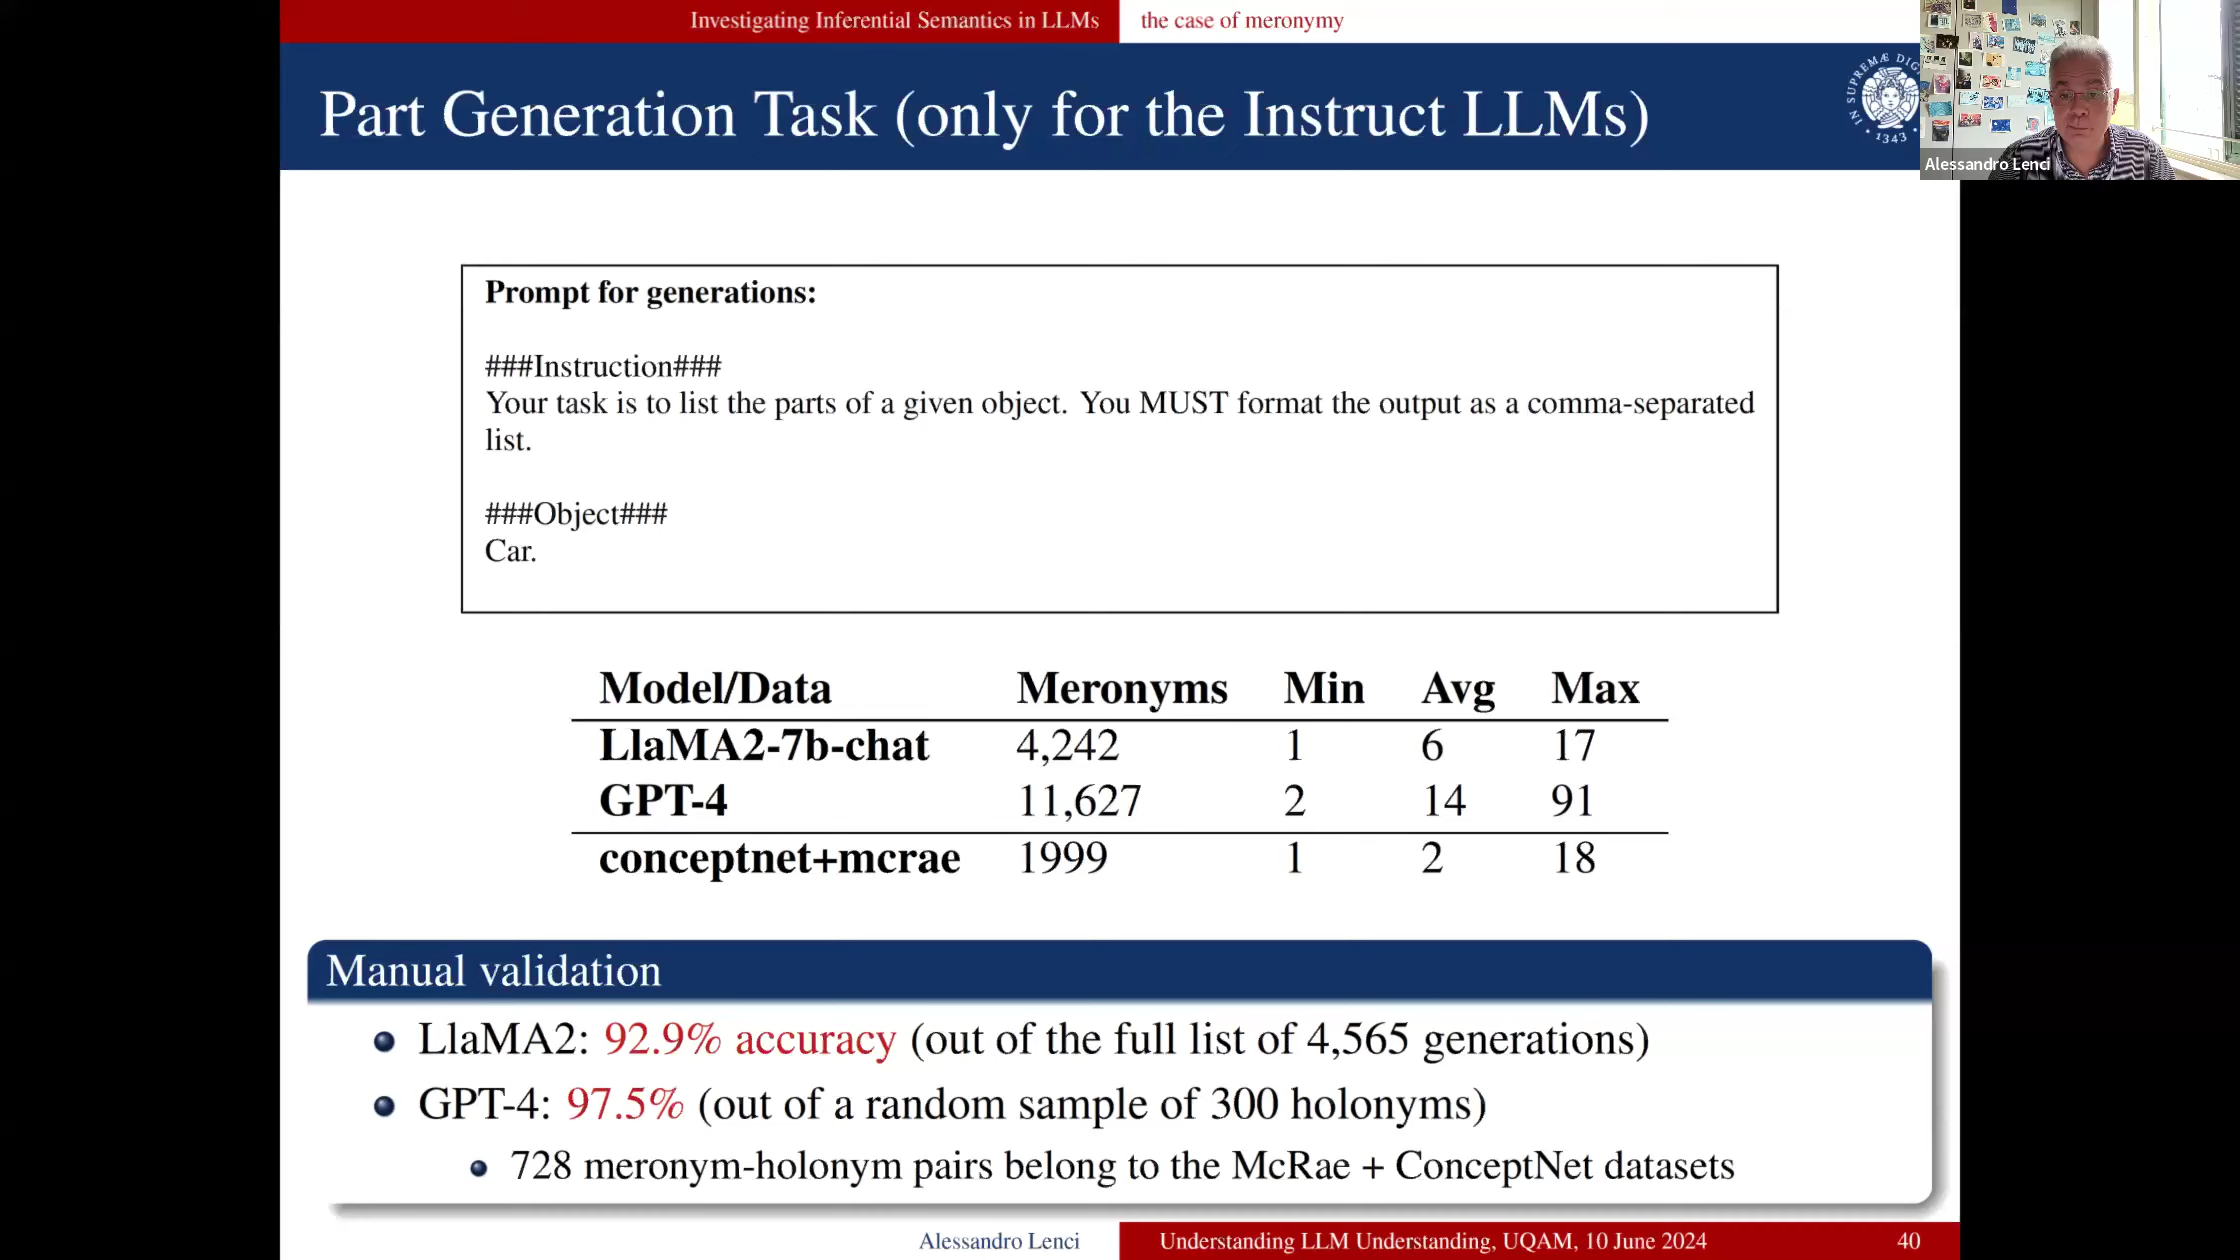 Investigating Inferential Semantics in LLMs the case of meronymy
Part Generation Task (only for the Instruct LLMs)
IN SUPREMÆ DIG
1343
Alessandro Lenci
Prompt for generations:
###Instruction###
Your task is to list the parts of a given object. You MUST format the output as a comma-separated
list.
###Object###
Car.
Model/Data Meronyms Min Avg Max
LlaMA2-7b-chat 4,242 1 6 17
GPT-4 11,627 2 14 91
conceptnet+mcrae 1999 1 2 18
Manual validation
LlaMA2: 92.9% accuracy (out of the full list of 4,565 generations)
GPT-4: 97.5% (out of a random sample of 300 holonyms)
728 meronym-holonym pairs belong to the McRae + ConceptNet datasets
Alessandro Lenci Understanding LLM Understanding, UQAM, 10 June 2024 40